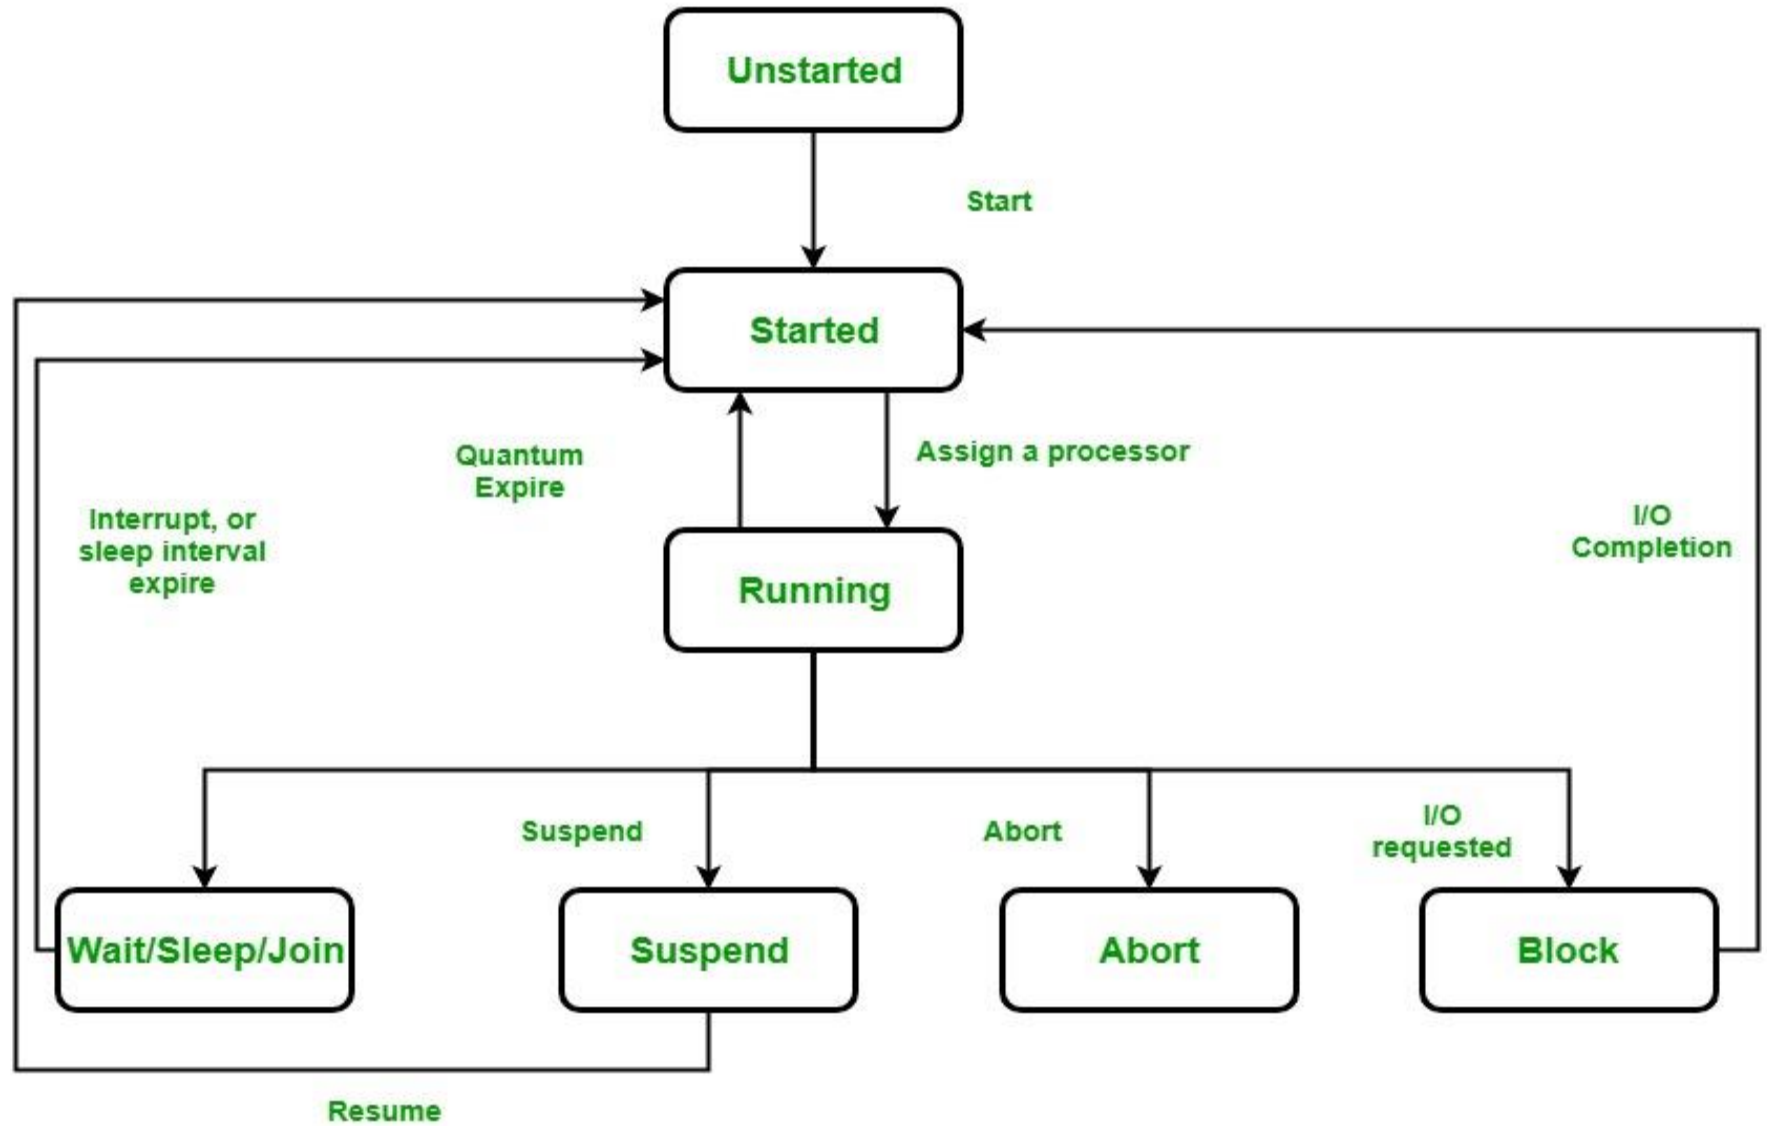 Unstarted
Start
Started
Quantum
Expire
Assign a processor
Interrupt, or
sleep interval
expire
I/O
Completion
Running
Suspend
Abort
I/O
requested
Wait/Sleep/Join
Suspend
Abort
Block
Resume